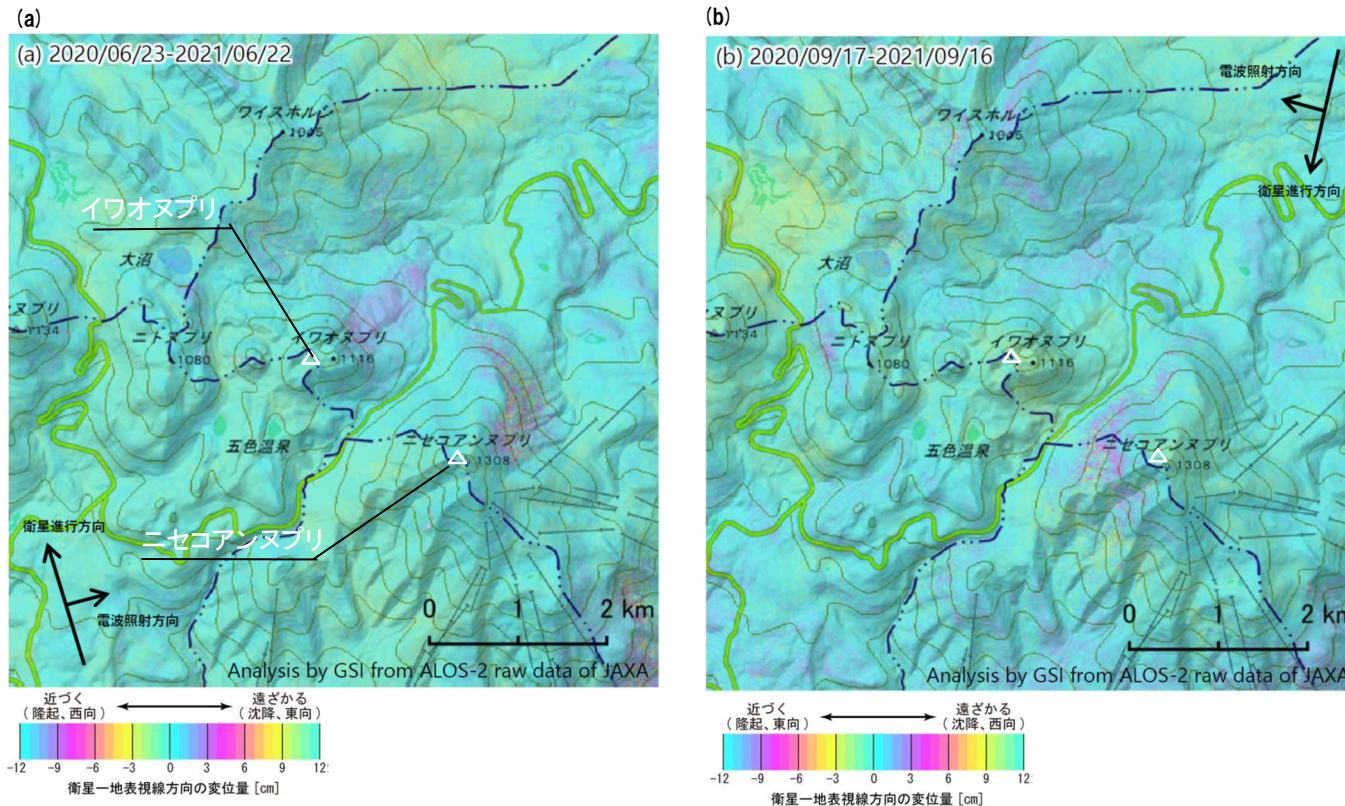 (a)
(a) 2020/06/23-2021/06/22
ワイスホルン
1045
イワオヌプリ
大沼
ヌプリ
1134
ニトヌプリ
1080
イワオヌプリ
1116
五色温泉
ニセコアンヌプリ
1308
ニセコアンヌプリ
衛星進行方向
電波照射方向
0 1 2 km
Analysis by GSI from ALOS-2 raw data of JAXA
近づく
(隆起、西向)
遠ざかる
(沈降、東向)
-12 -9 -6 -3 0 3 6 9 12
衛星－地表視線方向の変位量 [cm]
(b)
(b) 2020/09/17-2021/09/16
電波照射方向
衛星進行方向
ワイスホルン
1045
大沼
ヌプリ
1134
ニトヌプリ
1080
イワオヌプリ
1116
五色温泉
ニセコアンヌプリ
1308
0 1 2 km
Analysis by GSI from ALOS-2 raw data of JAXA
近づく
(隆起、東向)
遠ざかる
(沈降、西向)
-12 -9 -6 -3 0 3 6 9 12
衛星－地表視線方向の変位量 [cm]